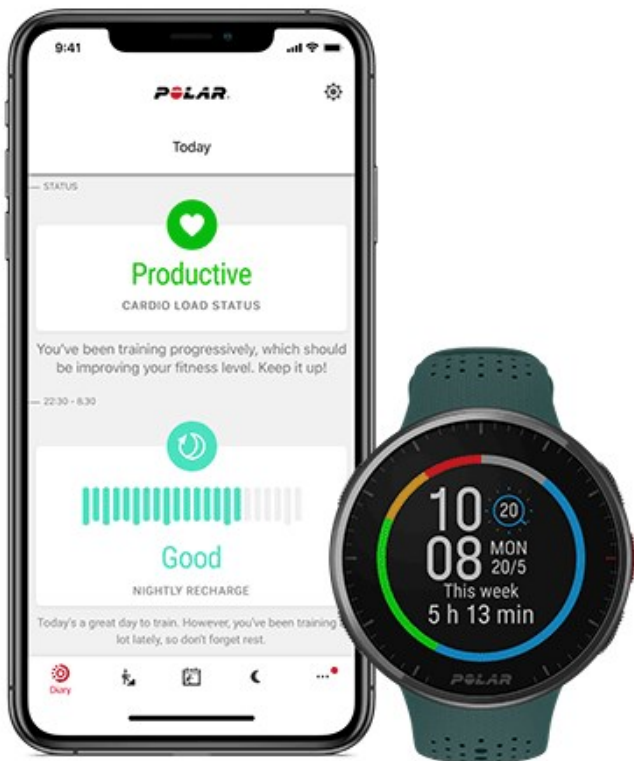 9:41
POLAR
Today
STATUS
Productive
CARDIO LOAD STATUS
You've been training progressively, which should
be improving your fitness level. Keep it up!
22:30 - 8.30
Good
NIGHTLY RECHARGE
Today's a great day to train. However, you've been training
lot lately, so don't forget rest.
Diary
10
20
08
MON
20/5
This week
5 h 13 min
POLAR